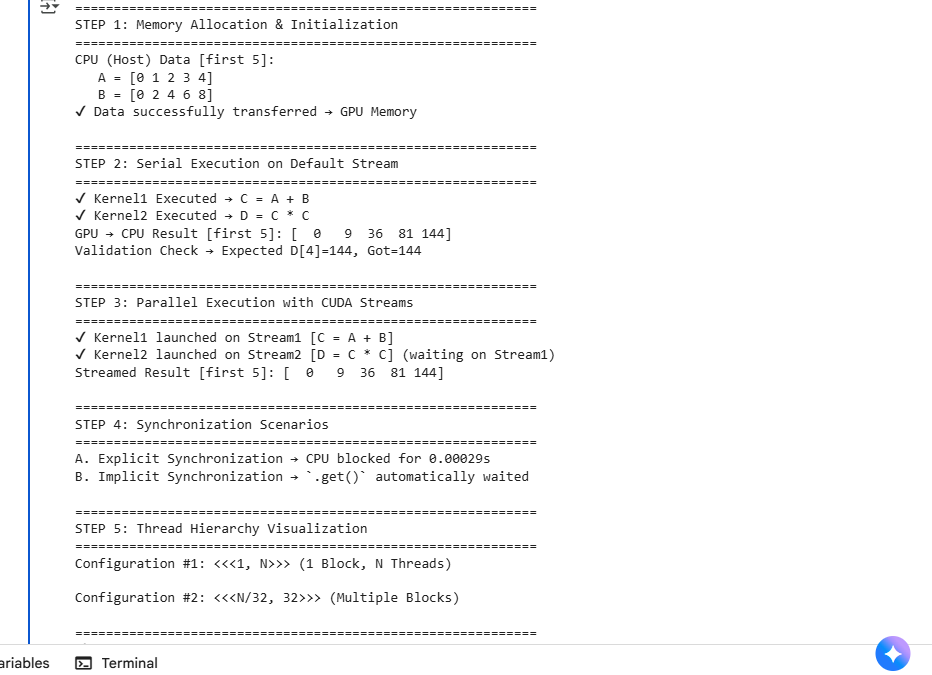 ============================================================
STEP 1: Memory Allocation & Initialization
============================================================
CPU (Host) Data [first 5]:
   A = [0 1 2 3 4]
   B = [0 2 4 6 8]
✓ Data successfully transferred → GPU Memory

============================================================
STEP 2: Serial Execution on Default Stream
============================================================
✓ Kernel1 Executed → C = A + B
✓ Kernel2 Executed → D = C * C
GPU → CPU Result [first 5]: [  0   9  36  81 144]
Validation Check → Expected D[4]=144, Got=144

============================================================
STEP 3: Parallel Execution with CUDA Streams
============================================================
✓ Kernel1 launched on Stream1 [C = A + B]
✓ Kernel2 launched on Stream2 [D = C * C] (waiting on Stream1)
Streamed Result [first 5]: [  0   9  36  81 144]

============================================================
STEP 4: Synchronization Scenarios
============================================================
A. Explicit Synchronization → CPU blocked for 0.00029s
B. Implicit Synchronization → `.get()` automatically waited

============================================================
STEP 5: Thread Hierarchy Visualization
============================================================
Configuration #1: <<<1, N>>> (1 Block, N Threads)

Configuration #2: <<<N/32, 32>>> (Multiple Blocks)

============================================================
ariables Terminal